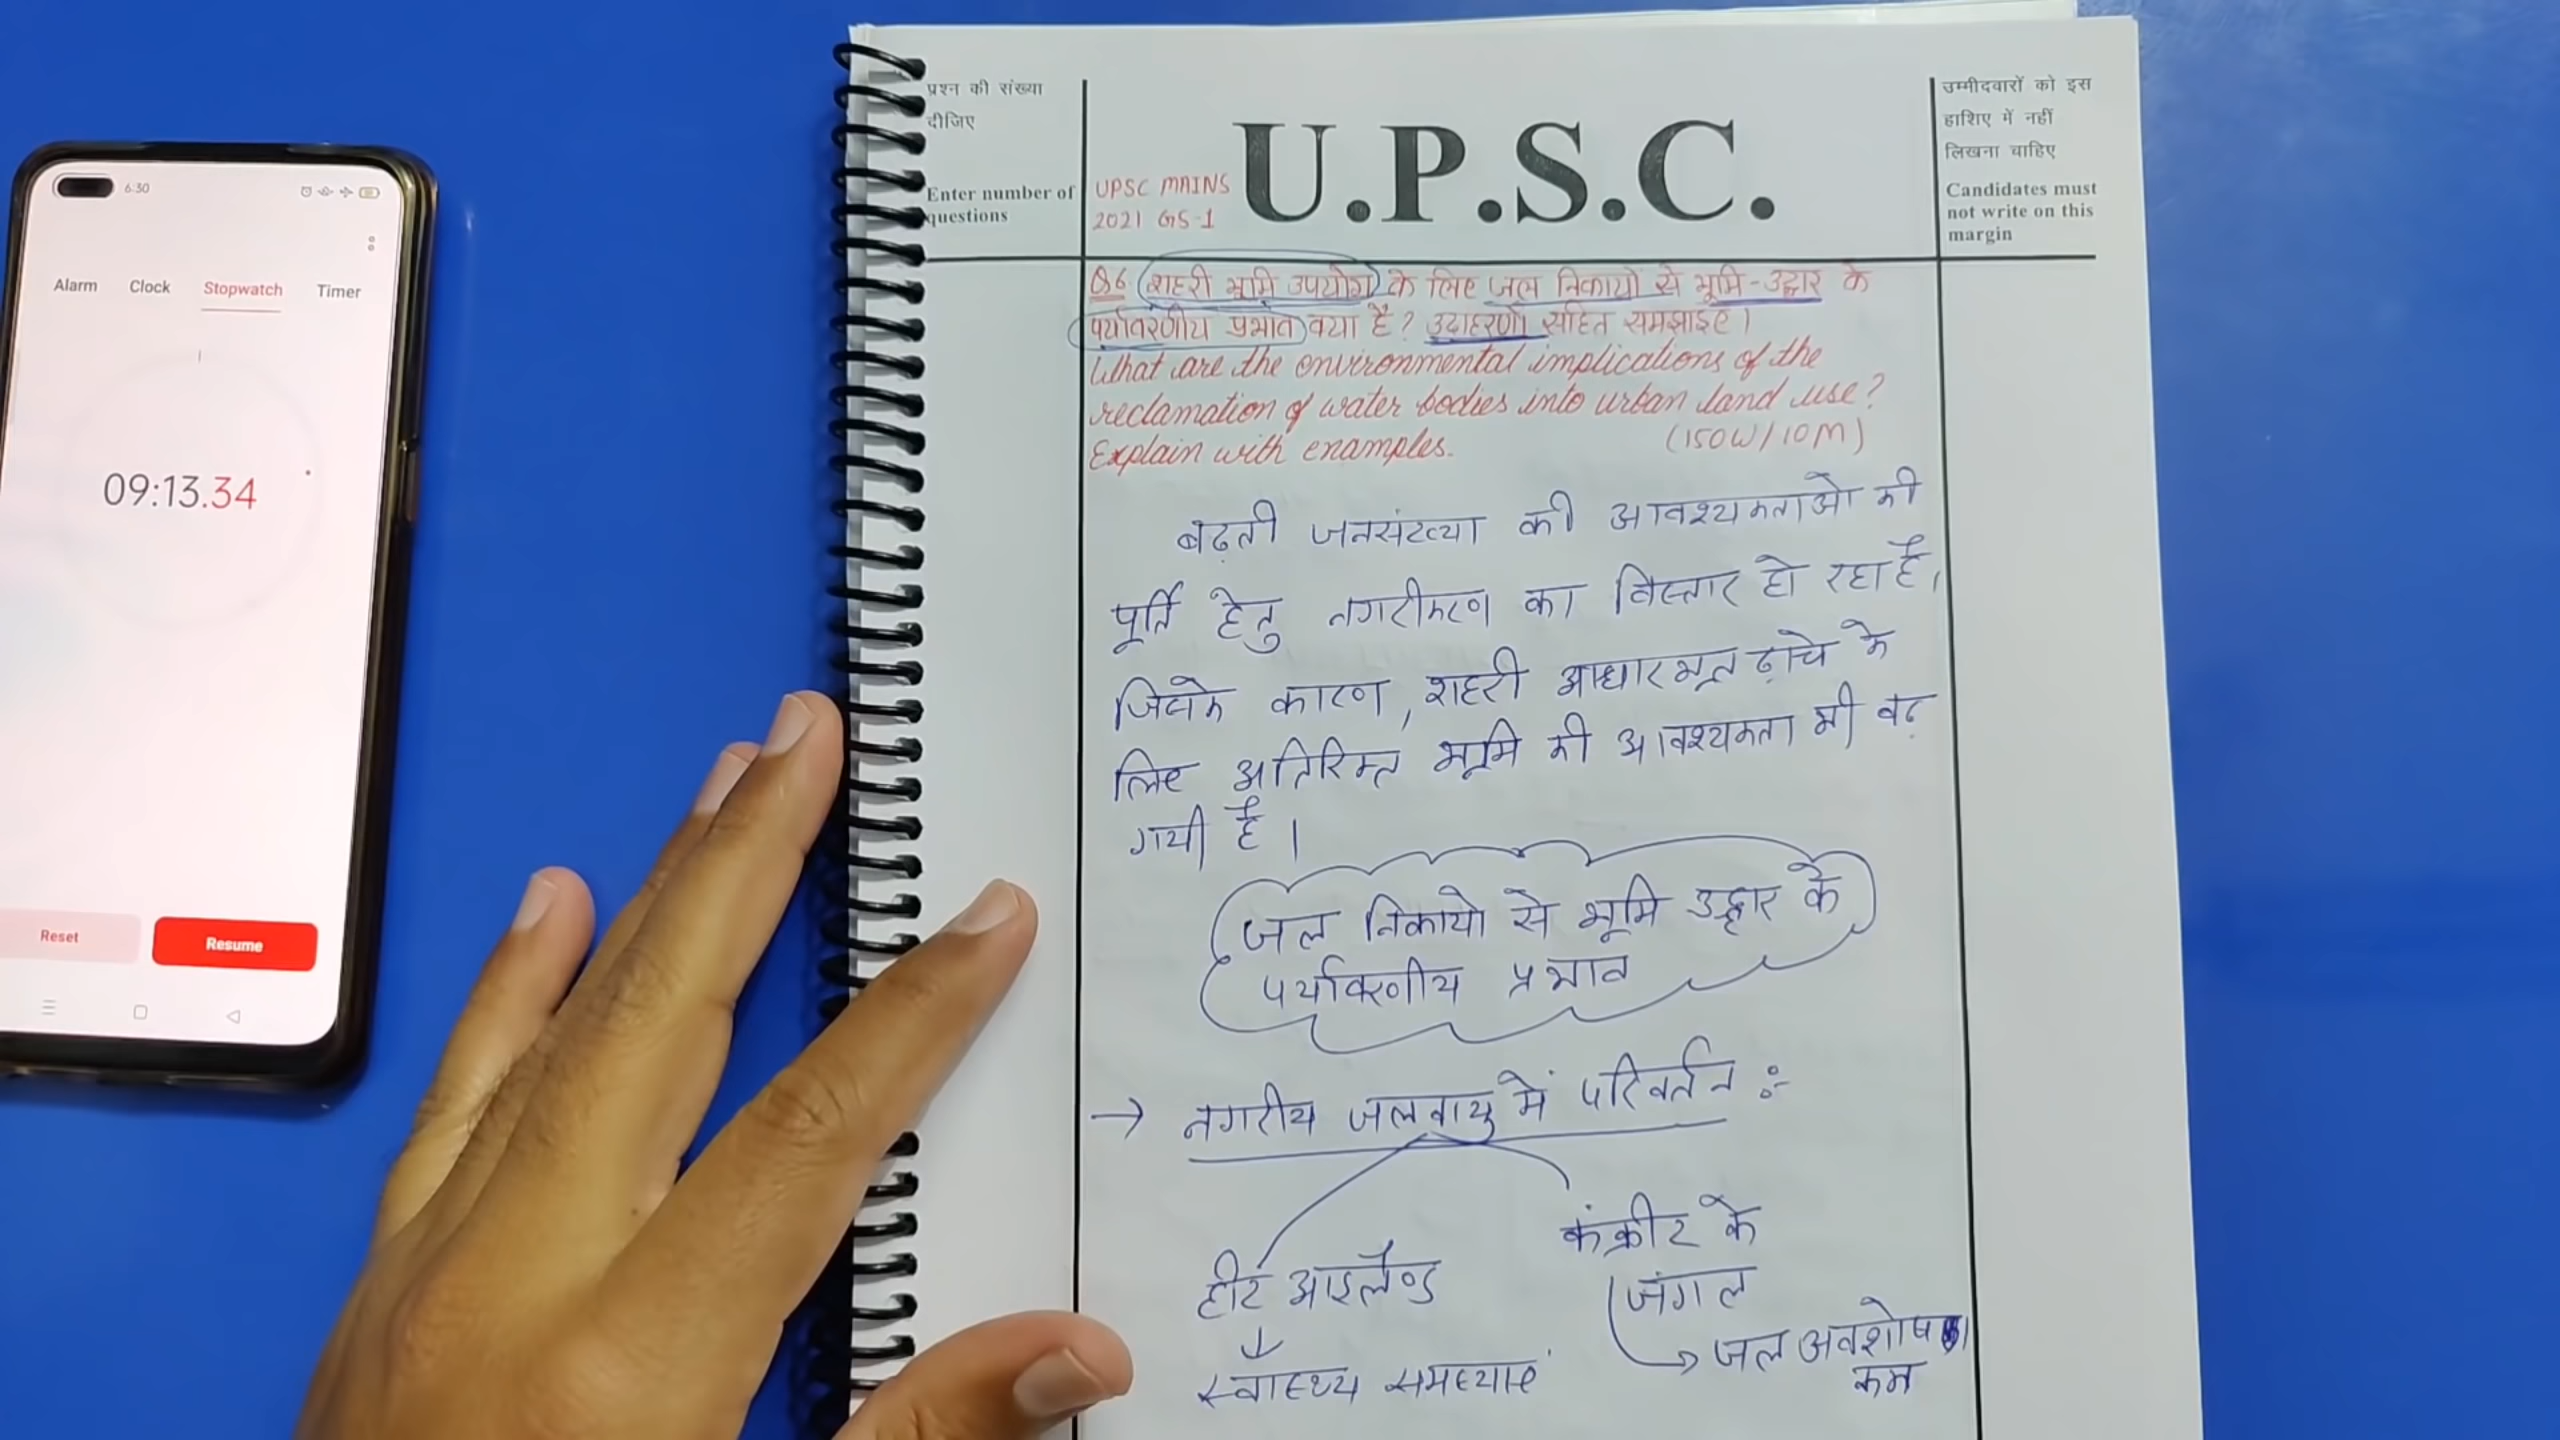 6:30
Alarm Clock Stopwatch Timer
09:13.34
Reset Resume
प्रश्न की संख्या
दीजिए
Enter number of
questions
U.P.S.C.
उम्मीदवारों को इस
हाशिए में नहीं
लिखना चाहिए
Candidates must
not write on this
margin
UPSC MAINS
2021 GS-1
Q6. शहरी भूमि उपयोग के लिए जल निकायों से भूमि-उद्धार के
पर्यावरणीय प्रभाव क्या हैं? उदाहरणों सहित समझाइए।
What are the environmental implications of the
reclamation of water bodies into urban land use?
Explain with enamples. (150W/10M)
बढ़ती जनसंख्या की आवश्यकताओ की
पूर्ति हेतु नगरीकरण का विस्तार हो रहा है,
जिसके कारण, शहरी आधारभूत ढ़ाचे के
लिए अतिरिक्त भूमि की आवश्यकता भी बढ़
गयी है।
जल निकायो से भूमि उद्धार के
पर्यावरणीय प्रभाव
→ नगरीय जलवायु में परिवर्तन :-
हीट आइलैण्ड
↓
स्वास्थ्य समस्याएं
कंक्रीट के
जंगल
→ जल अवशोषण
कम